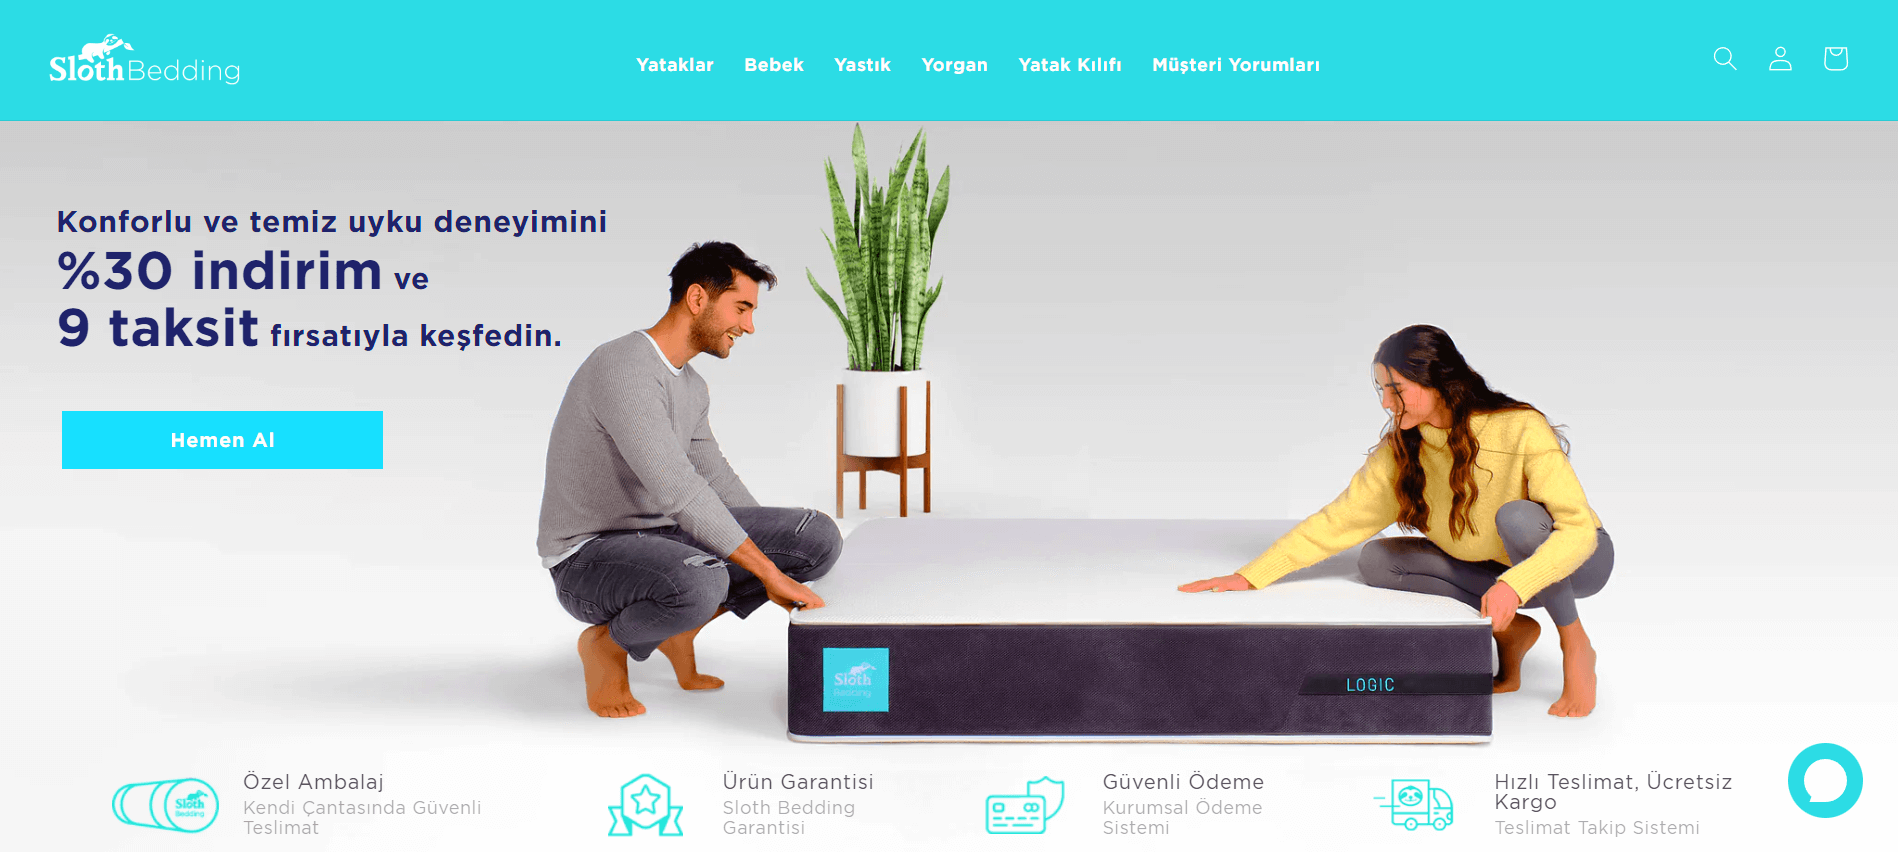 Sloth Bedding
Yataklar Bebek Yastık Yorgan Yatak Kılıfı Müşteri Yorumları
Konforlu ve temiz uyku deneyimini
%30 indirim ve
9 taksit fırsatıyla keşfedin.
Hemen Al
Sloth
Bedding
LOGIC
Sloth
Bedding
Özel Ambalaj
Kendi Çantasında Güvenli
Teslimat
Ürün Garantisi
Sloth Bedding
Garantisi
Güvenli Ödeme
Kurumsal Ödeme
Sistemi
Hızlı Teslimat, Ücretsiz
Kargo
Teslimat Takip Sistemi